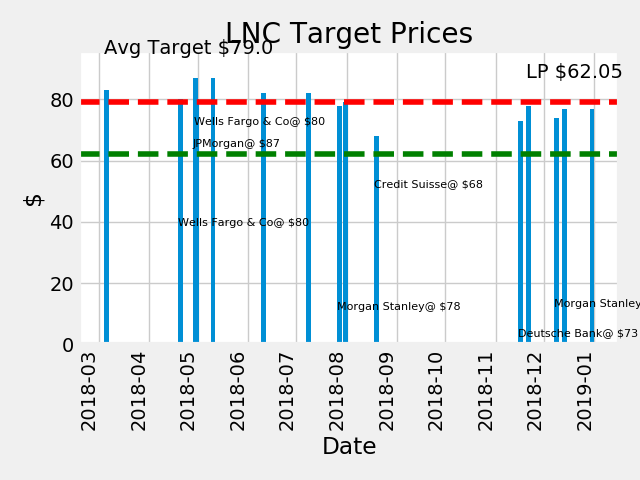 LNC Target Prices
Avg Target $79.0
LP $62.05
Wells Fargo & Co@ $80
JPMorgan@ $87
Credit Suisse@ $68
Wells Fargo & Co@ $80
Morgan Stanley@ $78
Morgan Stanley
Deutsche Bank@ $73
80
60
40
20
0
$
2018-03
2018-04
2018-05
2018-06
2018-07
2018-08
2018-09
2018-10
2018-11
2018-12
2019-01
Date